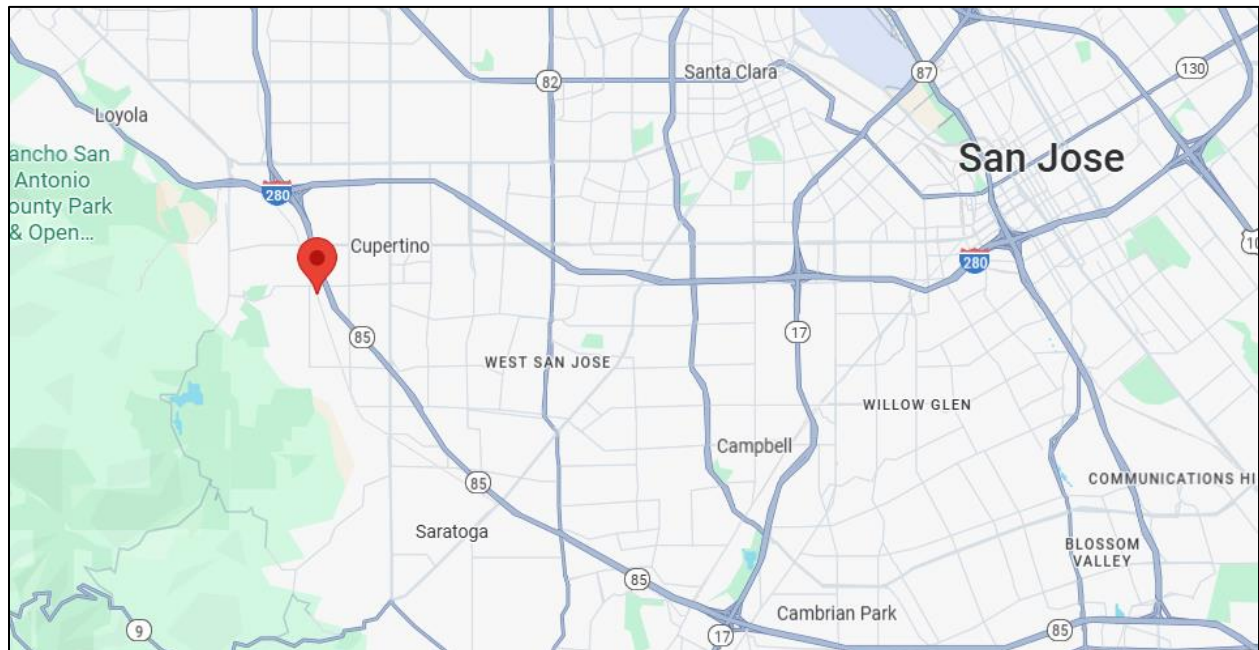 Santa Clara
82
87
130
Loyola
ancho San
Antonio
ounty Park
& Open...
San Jose
280
Cupertino
280
10
85
17
WEST SAN JOSE
WILLOW GLEN
Campbell
85
COMMUNICATIONS HI
Saratoga
BLOSSOM
VALLEY
85
Cambrian Park
9
17
85